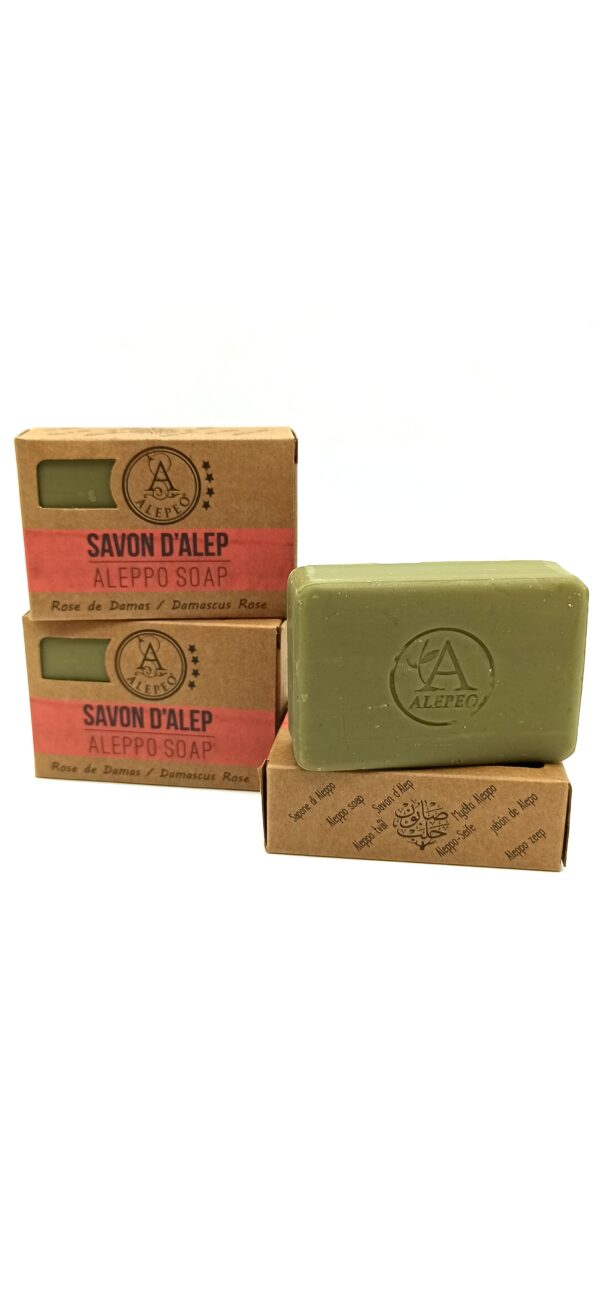 A
ALEPEO
SAVON D'ALEP
ALEPPO SOAP
Rose de Damas / Damascus Rose
A
ALEPEO
SAVON D'ALEP
ALEPPO SOAP
Rose de Damas / Damascus Rose
A
ALEPEO
Sapone di Aleppo
Aleppo soap
Savon d'Alep
Aleppo tvål
صابون
حلب
Mydło Aleppo
Aleppo-Seife
jabón de Alepo
Aleppo zeep